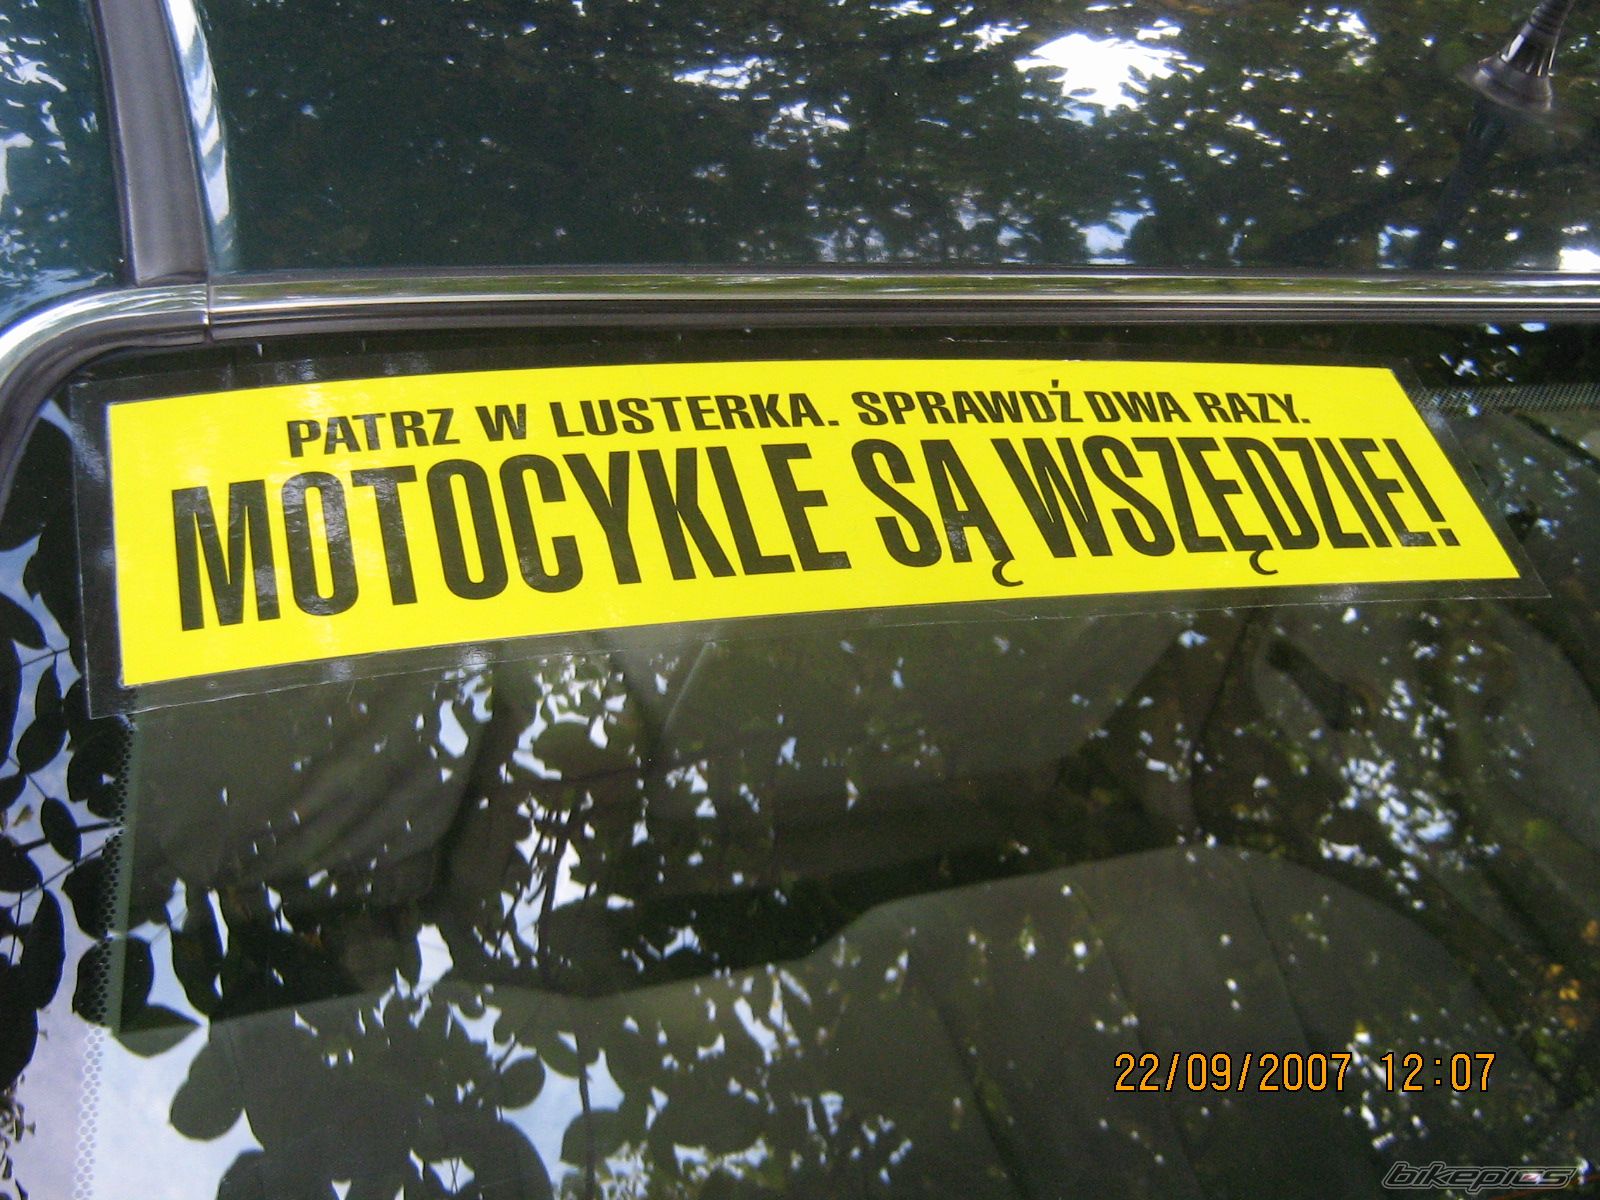 PATRZ W LUSTERKA. SPRAWDŹ DWA RAZY.
MOTOCYKLE SĄ WSZĘDZIE!
22/09/2007 12:07
bikepics